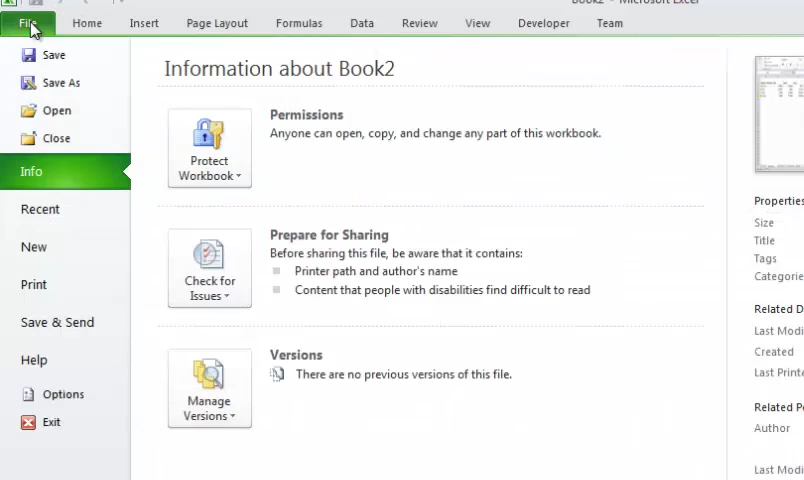 Book2 - Microsoft Excel
File Home Insert Page Layout Formulas Data Review View Developer Team
Save
Save As
Open
Close
Info
Recent
New
Print
Save & Send
Help
Options
Exit
Information about Book2
Protect Workbook
Permissions
Anyone can open, copy, and change any part of this workbook.
Check for Issues
Prepare for Sharing
Before sharing this file, be aware that it contains:
Printer path and author's name
Content that people with disabilities find difficult to read
Manage Versions
Versions
There are no previous versions of this file.
Properties
Size
Title
Tags
Categorie
Related D
Last Modi
Created
Last Printe
Related Pe
Author
Last Modi